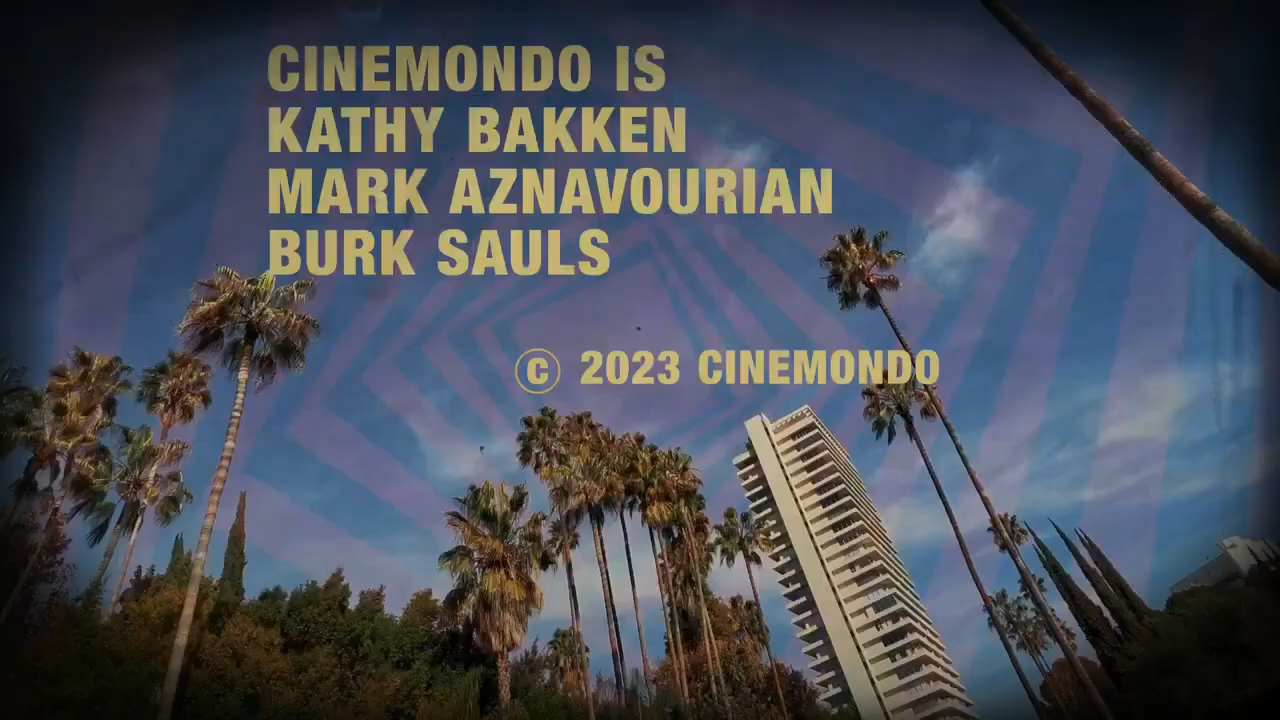 CINEMONDO IS
KATHY BAKKEN
MARK AZNAVOURIAN
BURK SAULS
© 2023 CINEMONDO